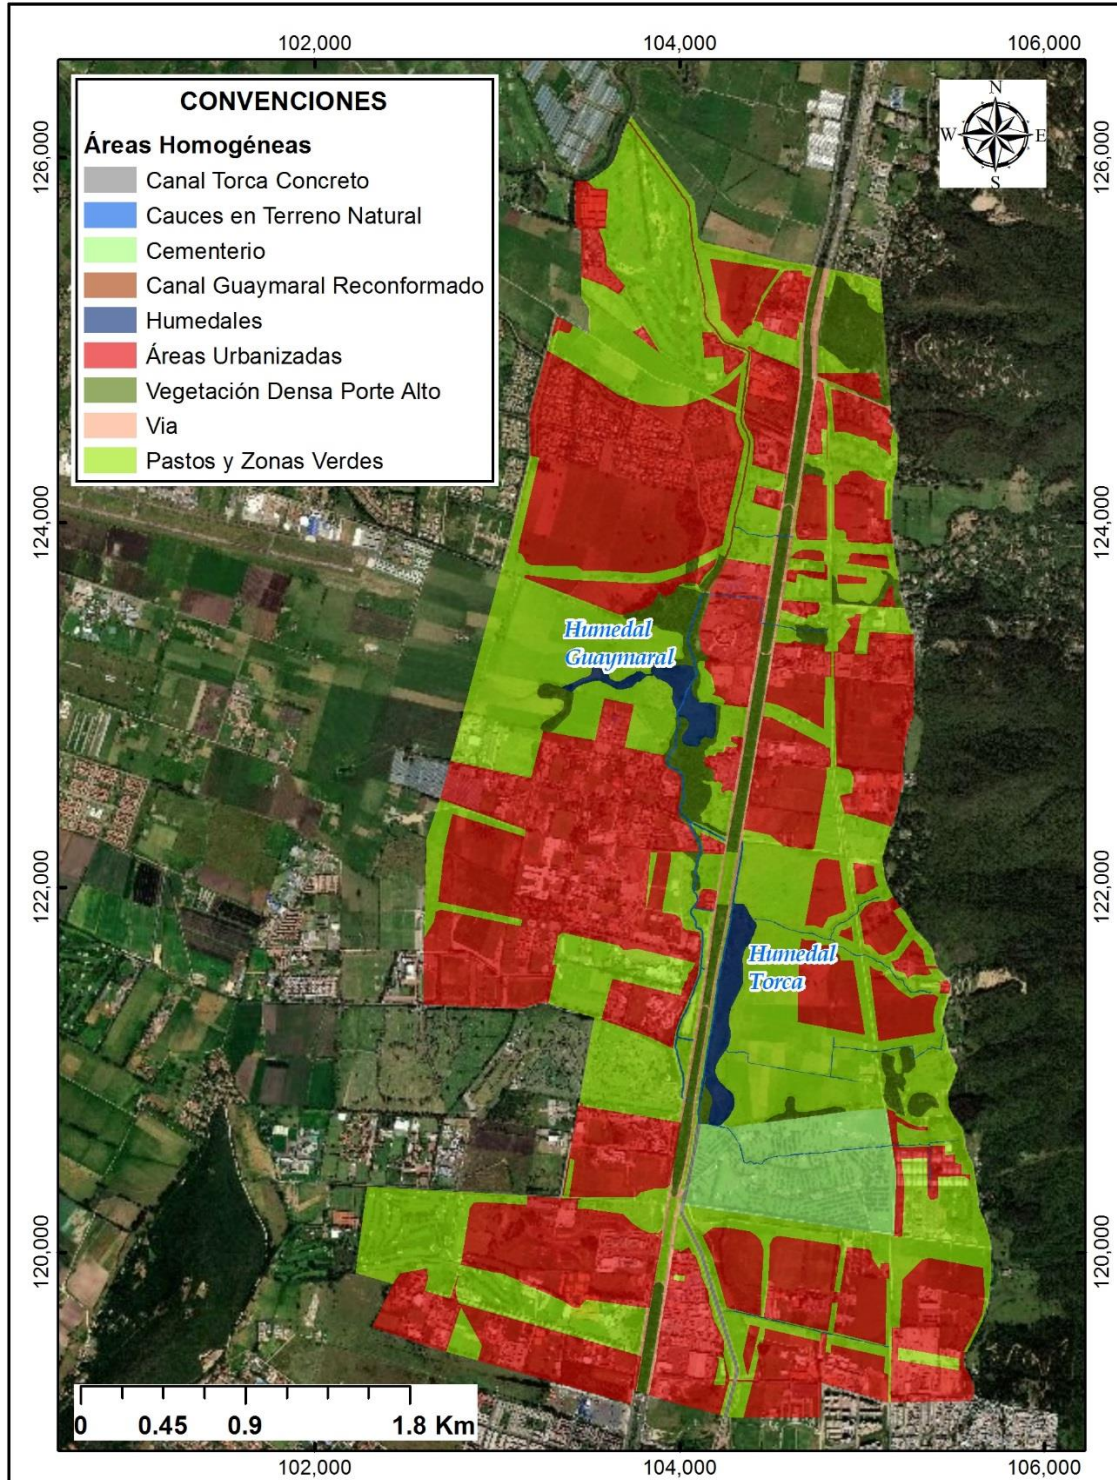 102,000 104,000 106,000
CONVENCIONES
Áreas Homogéneas
Canal Torca Concreto
Cauces en Terreno Natural
Cementerio
Canal Guaymaral Reconformado
Humedales
Áreas Urbanizadas
Vegetación Densa Porte Alto
Via
Pastos y Zonas Verdes
N
W E
S
126,000 126,000
124,000 124,000
Humedal
Guaymaral
122,000 122,000
Humedal
Torca
120,000 120,000
0 0.45 0.9 1.8 Km
102,000 104,000 106,000